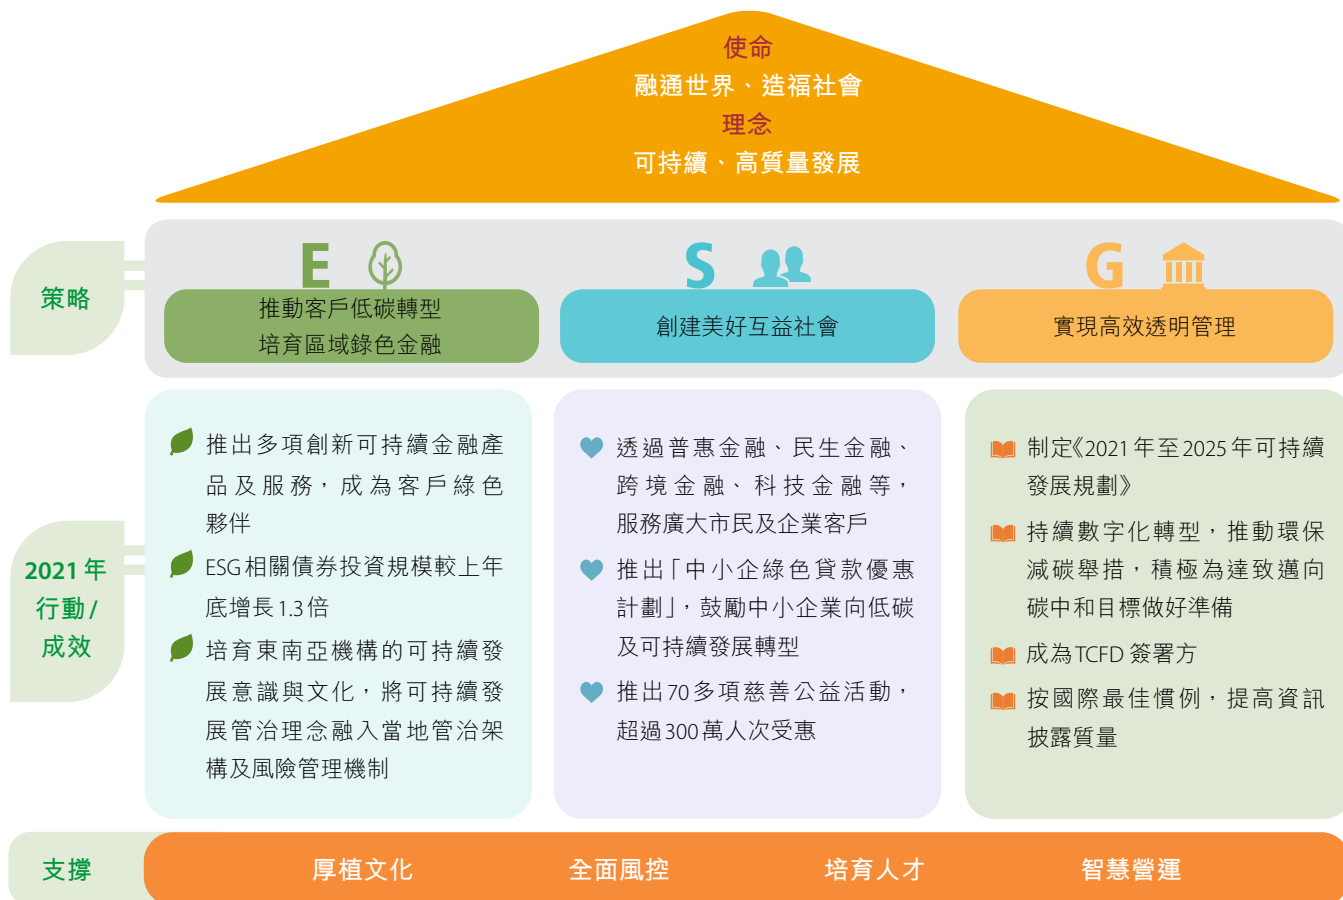 使命
融通世界、造福社會
理念
可持續、高質量發展
策略
E
推動客戶低碳轉型
培育區域綠色金融
S
創建美好互益社會
G
實現高效透明管理
2021年
行動/
成效
推出多項創新可持續金融產
品及服務，成為客戶綠色
夥伴
ESG相關債券投資規模較上年
底增長1.3倍
培育東南亞機構的可持續發
展意識與文化，將可持續發
展管治理念融入當地管治架
構及風險管理機制
透過普惠金融、民生金融、
跨境金融、科技金融等，
服務廣大市民及企業客戶
推出「中小企綠色貸款優惠
計劃」，鼓勵中小企業向低碳
及可持續發展轉型
推出70多項慈善公益活動，
超過300萬人次受惠
制定《2021年至2025年可持續
發展規劃》
持續數字化轉型，推動環保
減碳舉措，積極為達致邁向
碳中和目標做好準備
成為TCFD簽署方
按國際最佳慣例，提高資訊
披露質量
支撐
厚植文化
全面風控
培育人才
智慧營運